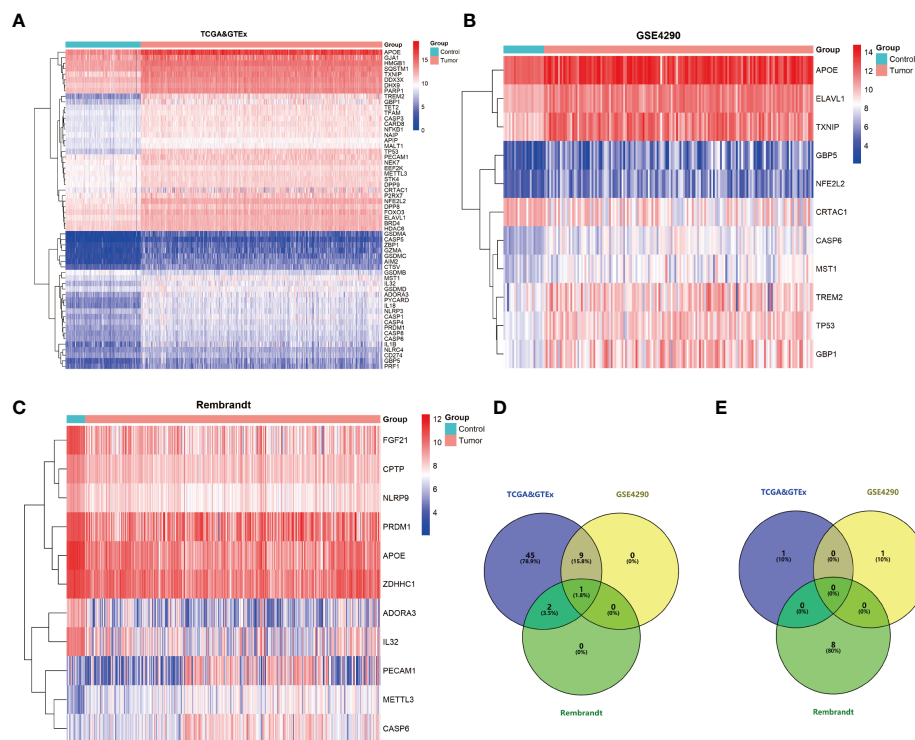 A
TCGA&GTEx
Group
APOE
GJA1
HMGB1
SQSTM1
TXNIP
DDX3X
DHX9
PARP1
TREM2
GBP1
TET2
TFAM
CASP3
CARD8
NFKB1
NAIP
APIP
MALT1
TP53
PECAM1
NEK7
EEF2K
METTL3
STK4
DPP9
CRTAC1
P2RX7
NFE2L2
DPP8
FOXO3
ELAVL1
BRD4
HDAC6
GSDMA
CASP5
ZBP1
GZMA
GSDMC
AIM2
CTSV
GSDMB
MST1
IL32
GSDMD
ADORA3
PYCARD
IL18
NLRP3
CASP1
CASP4
PRDM1
CASP8
CASP6
IL1B
NLRC4
CD274
GBP5
PRF1
15
10
5
0
Group
Control
Tumor
B
GSE4290
Group
APOE
ELAVL1
TXNIP
GBP5
NFE2L2
CRTAC1
CASP6
MST1
TREM2
TP53
GBP1
14
12
10
8
6
4
Group
Control
Tumor
C
Rembrandt
Group
FGF21
CPTP
NLRP9
PRDM1
APOE
ZDHHC1
ADORA3
IL32
PECAM1
METTL3
CASP6
12
10
8
6
4
Group
Control
Tumor
D
TCGA&GTEx
GSE4290
45
(78.9%)
9
(15.8%)
0
(0%)
1
(1.8%)
2
(3.5%)
0
(0%)
0
(0%)
Rembrandt
E
TCGA&GTEx
GSE4290
1
(10%)
0
(0%)
1
(10%)
0
(0%)
0
(0%)
0
(0%)
8
(80%)
Rembrandt